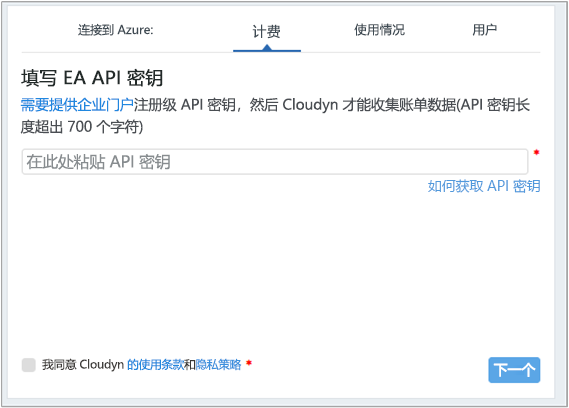 连接到 Azure: 计费 使用情况 用户
填写 EA API 密钥
需要提供企业门户注册级 API 密钥，然后 Cloudyn 才能收集账单数据(API 密钥长
度超出 700 个字符)
在此处粘贴 API 密钥 *
如何获取 API 密钥
我同意 Cloudyn 的使用条款和隐私策略 * 下一个